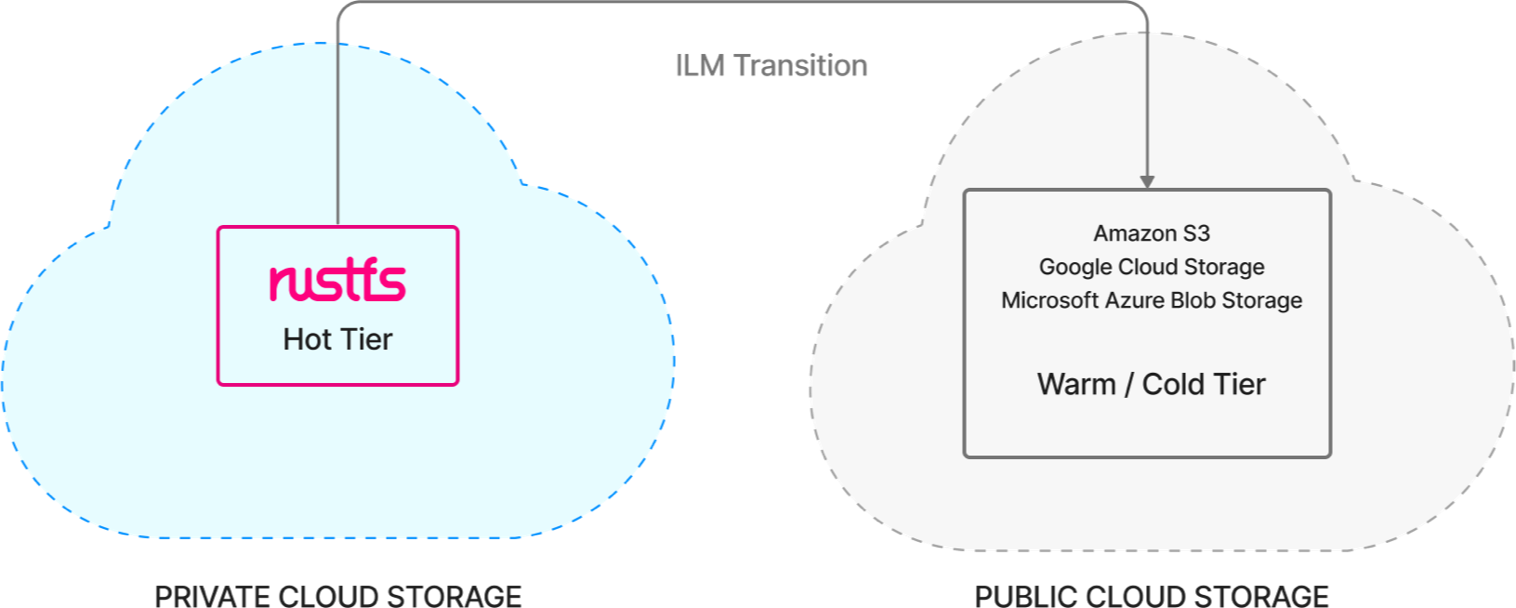 ILM Transition
rustfs
Hot Tier
Amazon S3
Google Cloud Storage
Microsoft Azure Blob Storage
Warm / Cold Tier
PRIVATE CLOUD STORAGE
PUBLIC CLOUD STORAGE